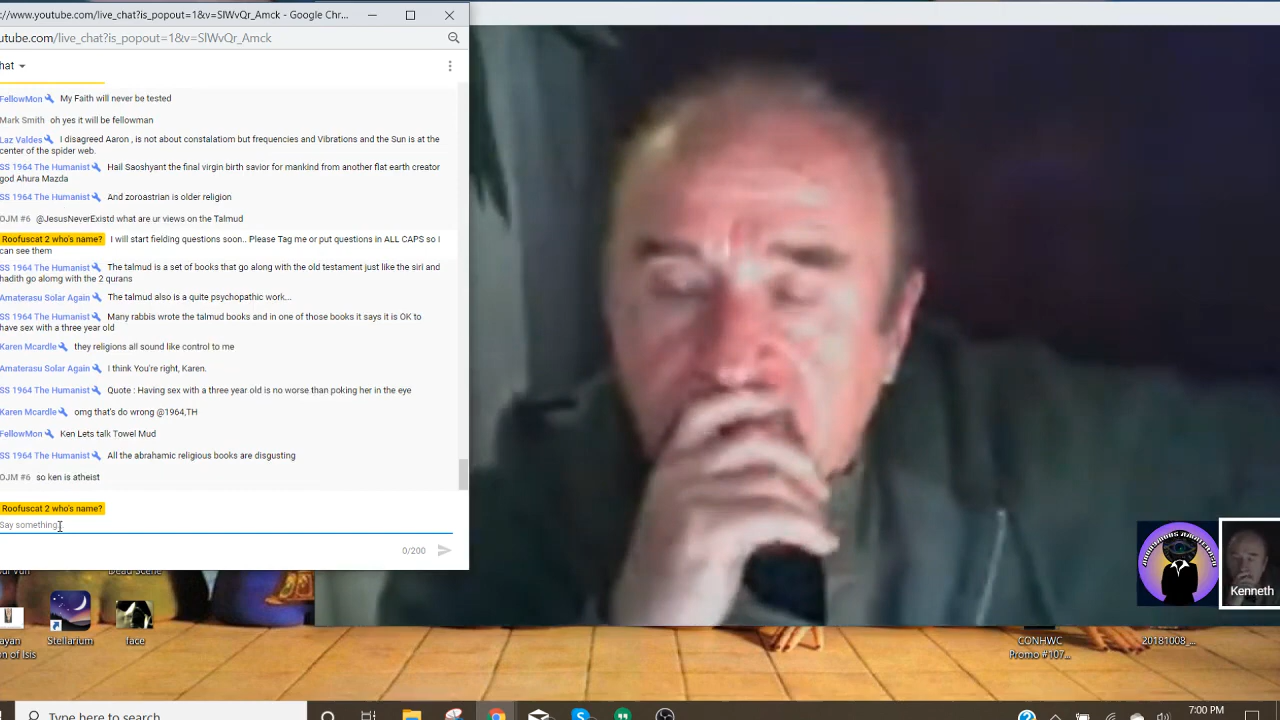 ://www.youtube.com/live_chat?is_popout=1&v=SlWvQr_Amck - Google Chr...
utube.com/live_chat?is_popout=1&v=SlWvQr_Amck
hat
FellowMon My Faith will never be tested
Mark Smith oh yes it will be fellowman
Laz Valdes I disagreed Aaron , is not about constalatiom but frequencies and Vibrations and the Sun is at the
center of the spider web.
SS 1964 The Humanist Hail Saoshyant the final virgin birth savior for mankind from another flat earth creator
god Ahura Mazda
SS 1964 The Humanist And zoroastrian is older religion
OJM #6 @JesusNeverExistd what are ur views on the Talmud
Roofuscat 2 who's name? I will start fielding questions soon.. Please Tag me or put questions in ALL CAPS so I
can see them
SS 1964 The Humanist The talmud is a set of books that go along with the old testament just like the siri and
hadith go alomg with the 2 qurans
Amaterasu Solar Again The talmud also is a quite psychopathic work...
SS 1964 The Humanist Many rabbis wrote the talmud books and in one of those books it says it is OK to
have sex with a three year old
Karen Mcardle they religions all sound like control to me
Amaterasu Solar Again I think You're right, Karen.
SS 1964 The Humanist Quote : Having sex with a three year old is no worse than poking her in the eye
Karen Mcardle omg that's do wrong @1964,TH
FellowMon Ken Lets talk Towel Mud
SS 1964 The Humanist All the abrahamic religious books are disgusting
OJM #6 so ken is atheist
Roofuscat 2 who's name?
Say something...
0/200
Dead Scene
ayan
on of Isis
Stellarium
face
Kenneth
CONHWC
Promo #107...
20181008_...
Type here to search
7:00 PM